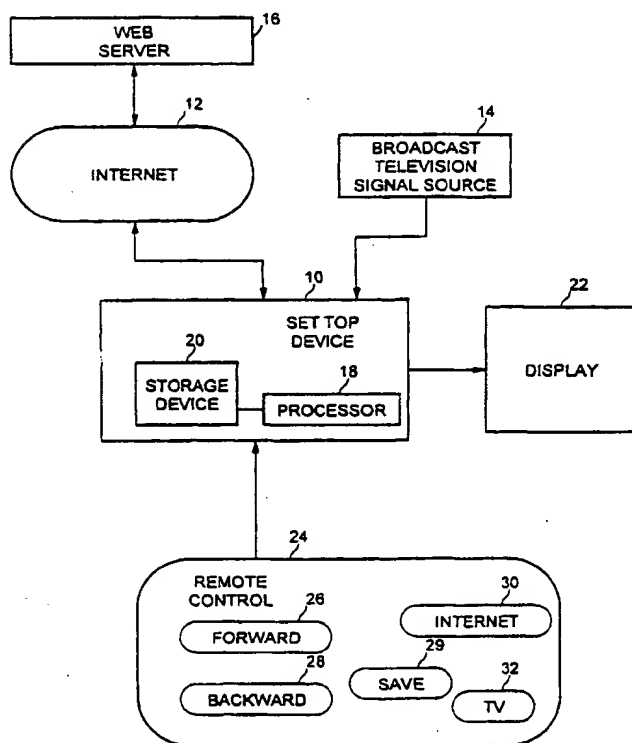 16
WEB
SERVER
12
INTERNET
14
BROADCAST
TELEVISION
SIGNAL SOURCE
10
SET TOP
DEVICE
20
STORAGE
DEVICE
18
PROCESSOR
22
DISPLAY
24
REMOTE
CONTROL
26
FORWARD
30
INTERNET
28
BACKWARD
29
SAVE
32
TV